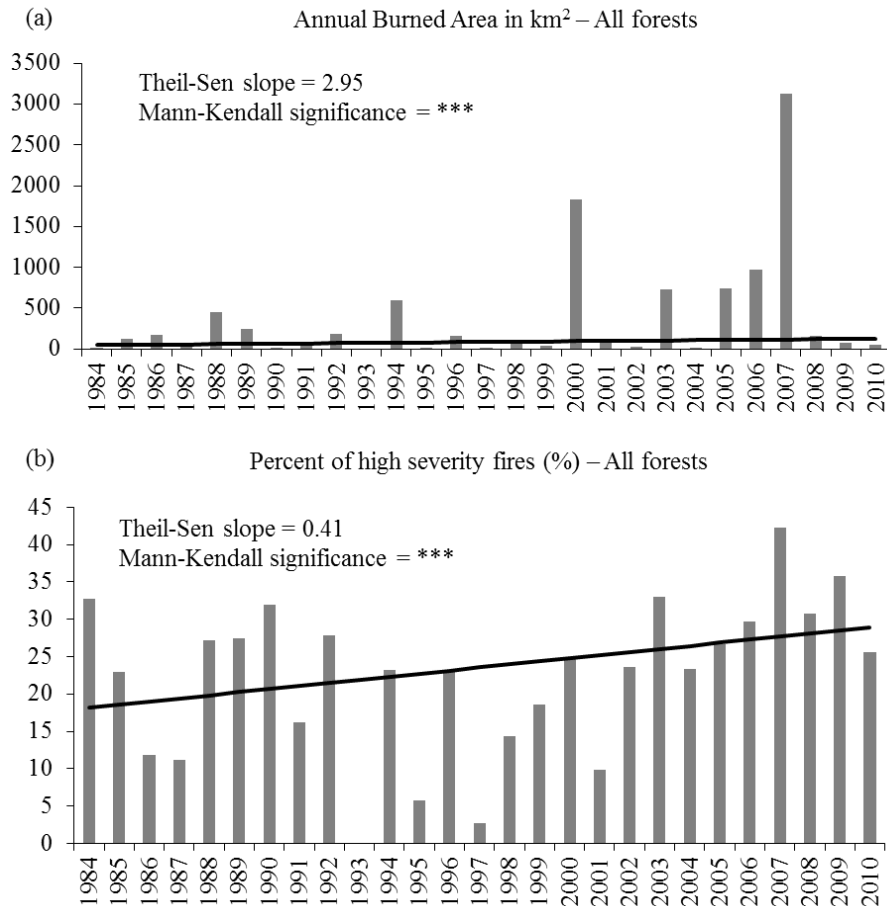 (a)
Annual Burned Area in km² – All forests
Theil-Sen slope = 2.95
Mann-Kendall significance = ***
3500
3000
2500
2000
1500
1000
500
0
1984 1985 1986 1987 1988 1989 1990 1991 1992 1993 1994 1995 1996 1997 1998 1999 2000 2001 2002 2003 2004 2005 2006 2007 2008 2009 2010
(b)
Percent of high severity fires (%) – All forests
Theil-Sen slope = 0.41
Mann-Kendall significance = ***
45
40
35
30
25
20
15
10
5
0
1984 1985 1986 1987 1988 1989 1990 1991 1992 1993 1994 1995 1996 1997 1998 1999 2000 2001 2002 2003 2004 2005 2006 2007 2008 2009 2010